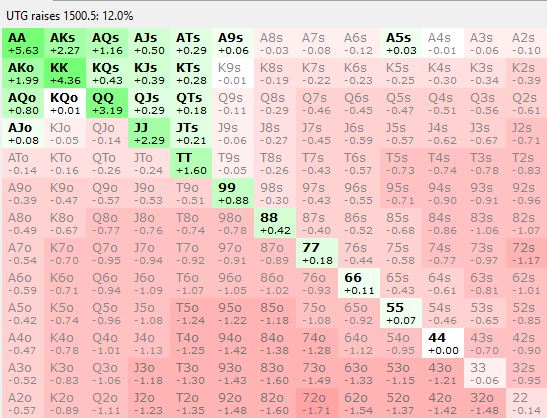 UTG raises 1500.5: 12.0%
AA AKs AQs AJs ATs A9s A8s A7s A6s A5s A4s A3s A2s
+5.63 +2.27 +1.16 +0.50 +0.29 +0.06 -0.03 -0.08 -0.12 +0.03 -0.01 -0.06 -0.10
AKo KK KQs KJs KTs K9s K8s K7s K6s K5s K4s K3s K2s
+1.99 +4.36 +0.43 +0.39 +0.28 -0.01 -0.19 -0.22 -0.23 -0.25 -0.30 -0.34 -0.39
AQo KQo QQ QJs QTs Q9s Q8s Q7s Q6s Q5s Q4s Q3s Q2s
+0.80 +0.01 +3.19 +0.29 +0.18 -0.11 -0.29 -0.46 -0.45 -0.47 -0.51 -0.56 -0.61
AJo KJo QJo JJ JTs J9s J8s J7s J6s J5s J4s J3s J2s
+0.08 -0.05 -0.14 +2.29 +0.21 -0.06 -0.27 -0.45 -0.59 -0.57 -0.62 -0.67 -0.71
ATo KTo QTo JTo TT T9s T8s T7s T6s T5s T4s T3s T2s
-0.14 -0.16 -0.26 -0.24 +1.60 -0.05 -0.26 -0.43 -0.57 -0.73 -0.74 -0.78 -0.83
A9o K9o Q9o J9o T9o 99 98s 97s 96s 95s 94s 93s 92s
-0.39 -0.47 -0.57 -0.53 -0.51 +0.88 -0.30 -0.43 -0.55 -0.71 -0.90 -0.91 -0.96
A8o K8o Q8o J8o T8o 98o 88 87s 86s 85s 84s 83s 82s
-0.49 -0.67 -0.77 -0.76 -0.74 -0.78 +0.42 -0.40 -0.52 -0.68 -0.86 -1.06 -1.07
A7o K7o Q7o J7o T7o 97o 87o 77 76s 75s 74s 73s 72s
-0.54 -0.70 -0.95 -0.94 -0.92 -0.91 -0.89 +0.18 -0.44 -0.58 -0.77 -0.97 -1.17
A6o K6o Q6o J6o T6o 96o 86o 76o 66 65s 64s 63s 62s
-0.59 -0.71 -0.94 -1.09 -1.07 -1.05 -1.02 -0.93 +0.11 -0.43 -0.61 -0.81 -1.01
A5o K5o Q5o J5o T5o 95o 85o 75o 65o 55 54s 53s 52s
-0.42 -0.74 -0.96 -1.08 -1.24 -1.22 -1.18 -1.08 -0.92 +0.07 -0.46 -0.65 -0.85
A4o K4o Q4o J4o T4o 94o 84o 74o 64o 54o 44 43s 42s
-0.47 -0.78 -1.01 -1.13 -1.25 -1.42 -1.38 -1.28 -1.12 -0.95 +0.00 -0.70 -0.90
A3o K3o Q3o J3o T3o 93o 83o 73o 63o 53o 43o 33 32s
-0.52 -0.83 -1.06 -1.18 -1.30 -1.43 -1.60 -1.49 -1.33 -1.15 -1.21 -0.06 -0.95
A2o K2o Q2o J2o T2o 92o 82o 72o 62o 52o 42o 32o 22
-0.57 -0.89 -1.11 -1.23 -1.35 -1.48 -1.60 -1.71 -1.54 -1.37 -1.42 -1.48 -0.14